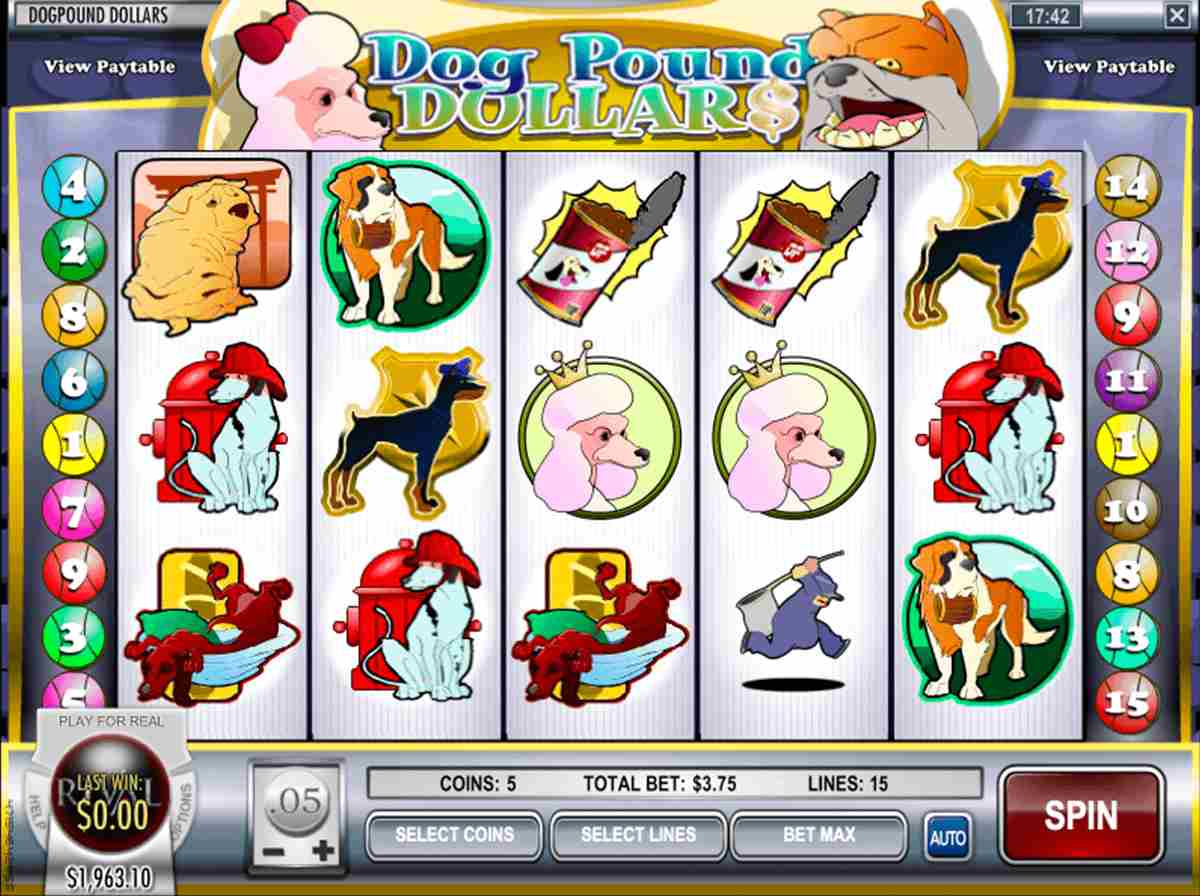 DOGPOUND DOLLARS
17:42
View Paytable
Dog Pound
DOLLAR$
View Paytable
4
14
2
12
8
9
6
11
1
1
7
10
9
8
3
13
5
15
PLAY FOR REAL
LAST WIN:
RIVAL
$0.00
HELP
OPTIONS
$1,963.10
.05
- +
COINS: 5 TOTAL BET: $3.75 LINES: 15
SELECT COINS
SELECT LINES
BET MAX
AUTO
SPIN